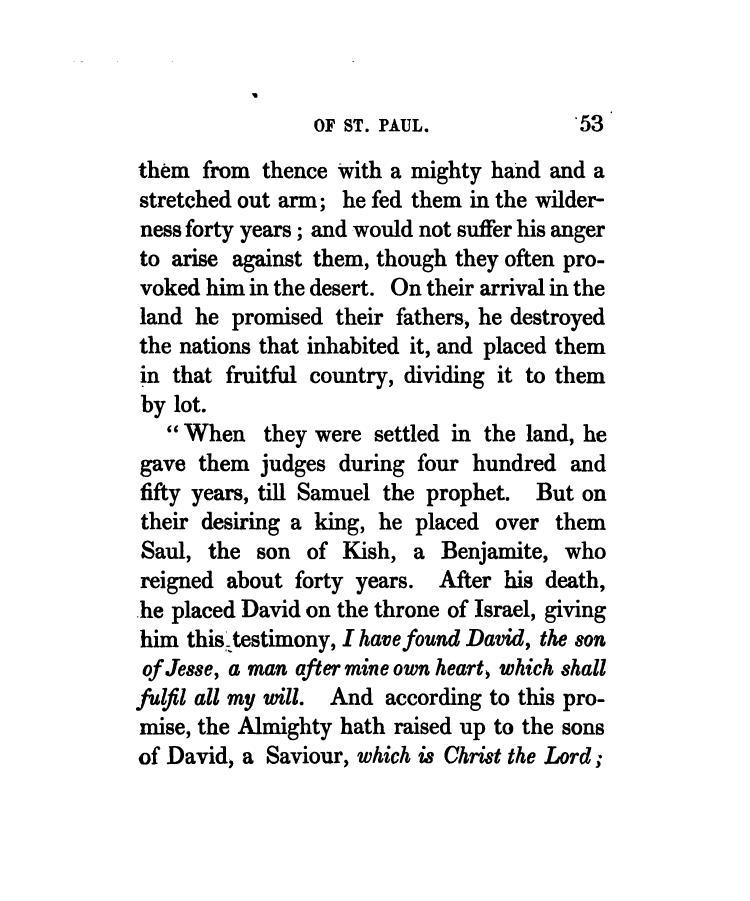 OF ST. PAUL. 53
them from thence with a mighty hand and a
stretched out arm; he fed them in the wilder-
ness forty years; and would not suffer his anger
to arise against them, though they often pro-
voked him in the desert. On their arrival in the
land he promised their fathers, he destroyed
the nations that inhabited it, and placed them
in that fruitful country, dividing it to them
by lot.
“When they were settled in the land, he
gave them judges during four hundred and
fifty years, till Samuel the prophet. But on
their desiring a king, he placed over them
Saul, the son of Kish, a Benjamite, who
reigned about forty years. After his death,
he placed David on the throne of Israel, giving
him this testimony, I have found David, the son
of Jesse, a man after mine own heart, which shall
fulfil all my will. And according to this pro-
mise, the Almighty hath raised up to the sons
of David, a Saviour, which is Christ the Lord;